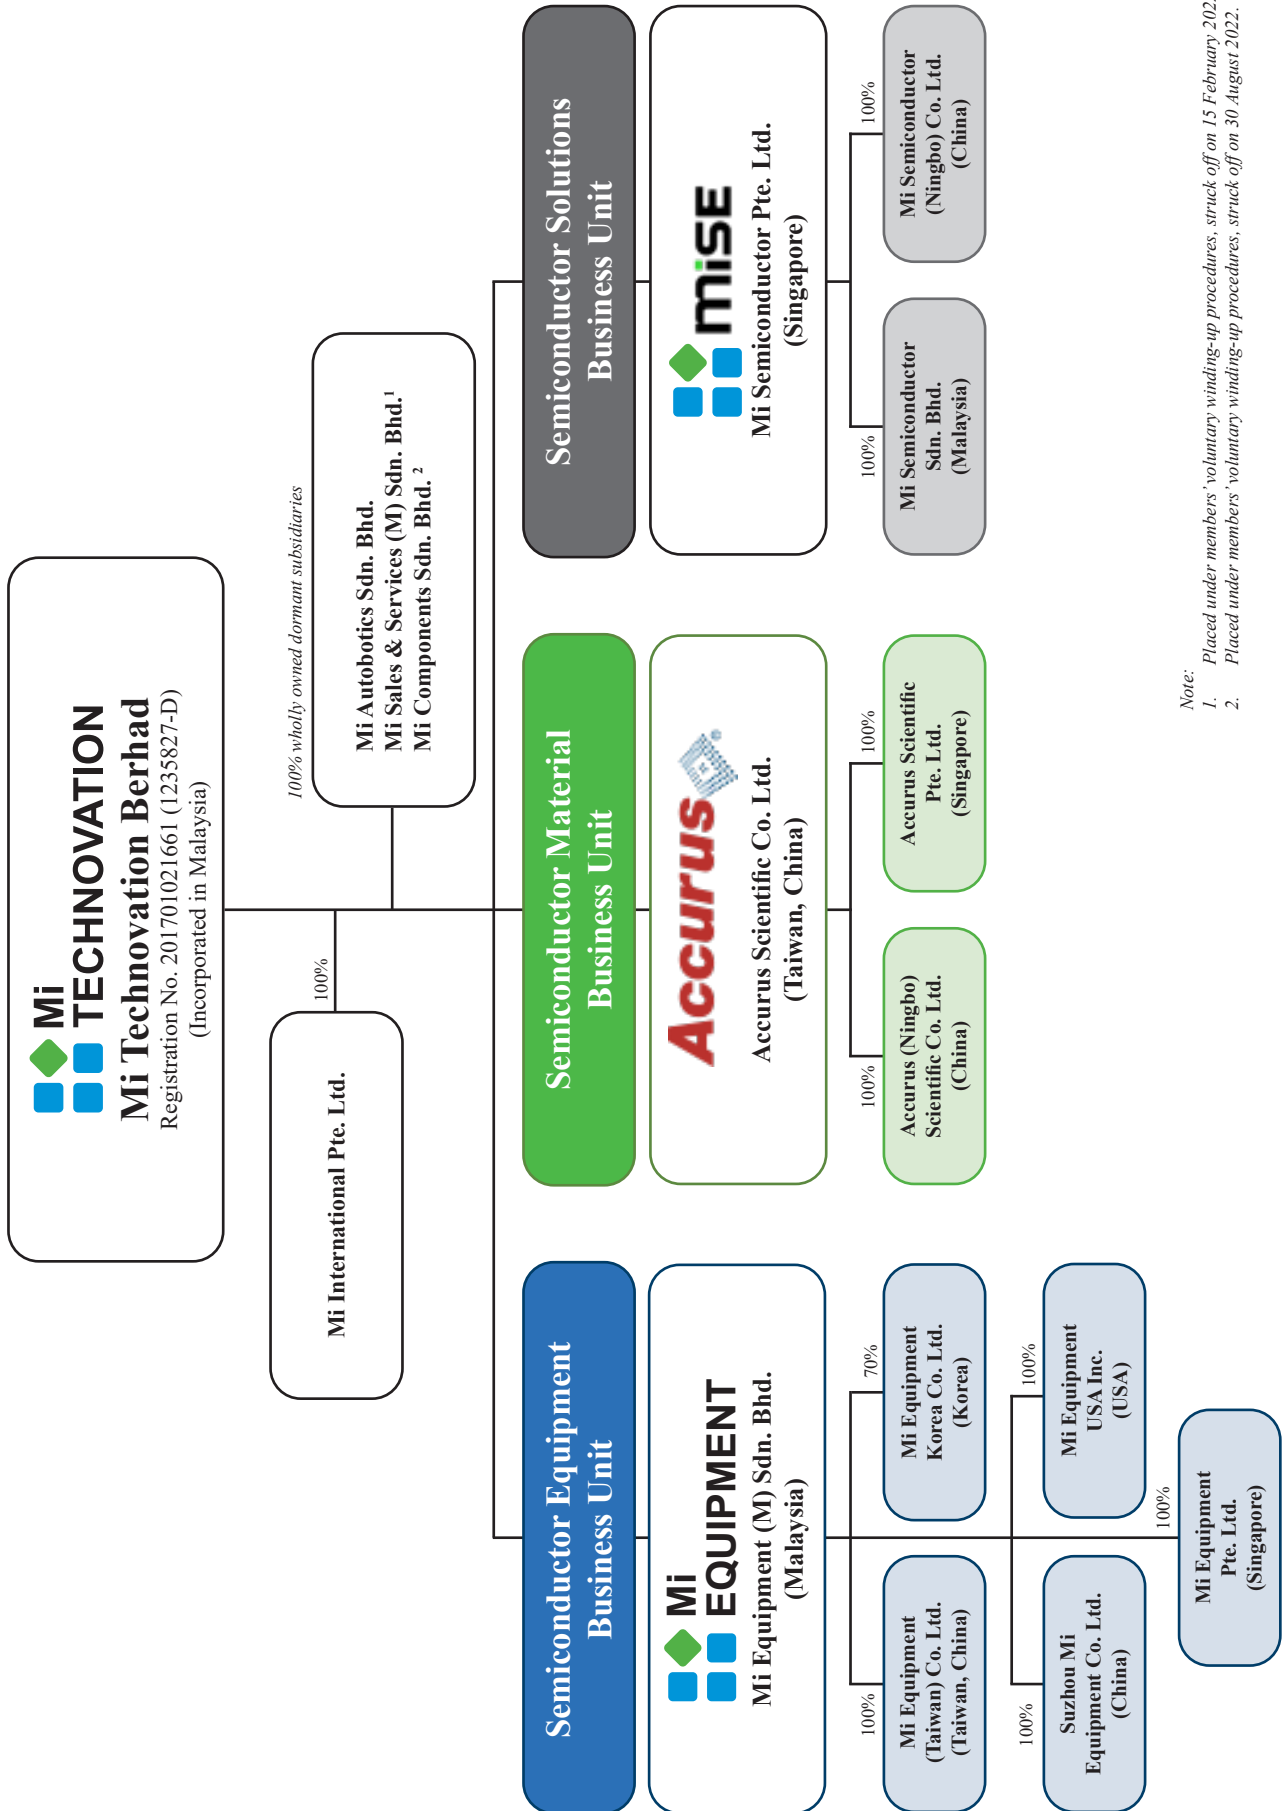 Mi
TECHNOVATION
Mi Technovation Berhad
Registration No. 201701021661 (1235827-D)
(Incorporated in Malaysia)
100%
Mi International Pte. Ltd.
100% wholly owned dormant subsidiaries
Mi Autobotics Sdn. Bhd.
Mi Sales & Services (M) Sdn. Bhd.¹
Mi Components Sdn. Bhd. ²
Semiconductor Equipment
Business Unit
Mi
EQUIPMENT
Mi Equipment (M) Sdn. Bhd.
(Malaysia)
100%
Mi Equipment
(Taiwan) Co. Ltd.
(Taiwan, China)
70%
Mi Equipment
Korea Co. Ltd.
(Korea)
100%
Suzhou Mi
Equipment Co. Ltd.
(China)
100%
Mi Equipment
USA Inc.
(USA)
100%
Mi Equipment
Pte. Ltd.
(Singapore)
Semiconductor Material
Business Unit
Accurus
Accurus Scientific Co. Ltd.
(Taiwan, China)
100%
Accurus (Ningbo)
Scientific Co. Ltd.
(China)
100%
Accurus Scientific
Pte. Ltd.
(Singapore)
Semiconductor Solutions
Business Unit
miSE
Mi Semiconductor Pte. Ltd.
(Singapore)
100%
Mi Semiconductor
Sdn. Bhd.
(Malaysia)
100%
Mi Semiconductor
(Ningbo) Co. Ltd.
(China)
Note:
1. Placed under members' voluntary winding-up procedures, struck off on 15 February
2. Placed under members' voluntary winding-up procedures, struck off on 30 August 2022.